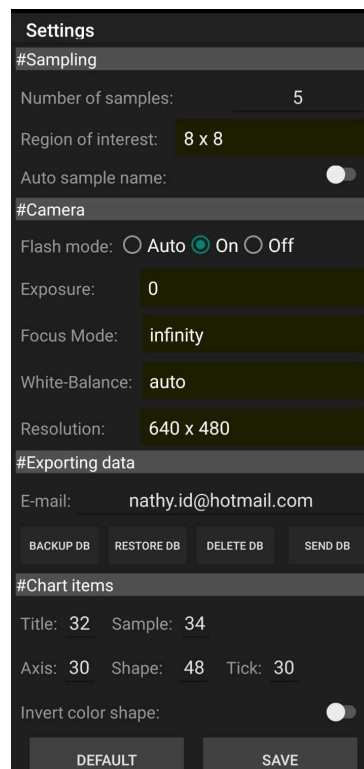 Settings
#Sampling
Number of samples: 5
Region of interest: 8 x 8
Auto sample name:
#Camera
Flash mode: Auto On Off
Exposure: 0
Focus Mode: infinity
White-Balance: auto
Resolution: 640 x 480
#Exporting data
E-mail: nathy.id@hotmail.com
BACKUP DB RESTORE DB DELETE DB SEND DB
#Chart items
Title: 32 Sample: 34
Axis: 30 Shape: 48 Tick: 30
Invert color shape:
DEFAULT SAVE